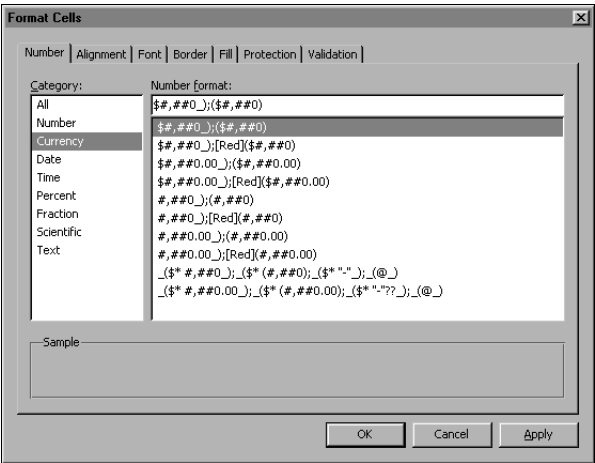 Format Cells
Number Alignment Font Border Fill Protection Validation
Category:
All
Number
Currency
Date
Time
Percent
Fraction
Scientific
Text
Number format:
$#,##0_);($#,##0)
$#,##0_);($#,##0)
$#,##0_);[Red]($#,##0)
$#,##0.00_);($#,##0.00)
$#,##0.00_);[Red]($#,##0.00)
#,##0_);(#,##0)
#,##0_);[Red](#,##0)
#,##0.00_);(#,##0.00)
#,##0.00_);[Red](#,##0.00)
_($* #,##0_);_($* (#,##0);_($* "-"_);_(@_)
_($* #,##0.00_);_($* (#,##0.00);_($* "-"??_);_(@_)
Sample
OK Cancel Apply